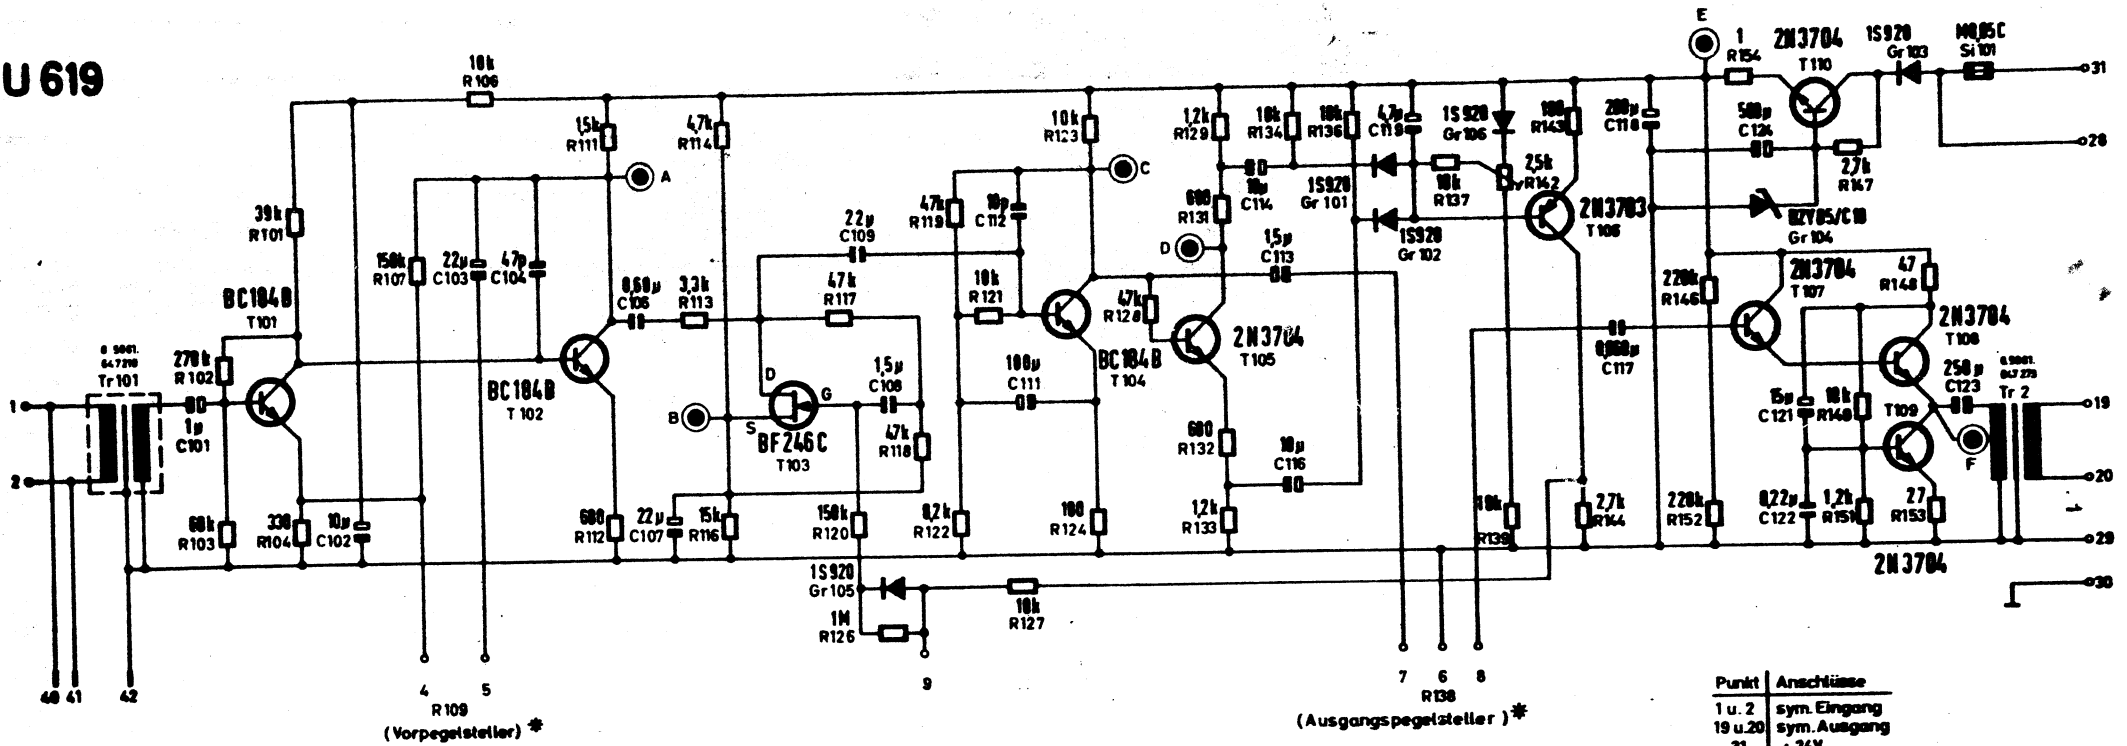 U 619
10k
R106
39k
R101
BC184B
T101
270k
R102
Tr101
1
2
1µ
C101
68k
R103
330
R104
10µ
C102
40
41
42
150k
R107
22µ
C103
47p
C104
1,5k
R111
A
4,7k
R114
BC184B
T102
0,68µ
C106
3,3k
R113
680
R112
22µ
C107
15k
R116
B
D
G
S
BF246C
T103
22µ
C109
47k
R117
1,5µ
C108
47k
R118
150k
R120
1S920
Gr105
1M
R126
9
10k
R127
4
5
R109
(Vorpegelsteller) *
47k
R119
10p
C112
10k
R123
C
10k
R121
100µ
C111
BC184B
T104
8,2k
R122
100
R124
47k
R128
1,2k
R129
680
R131
D
2N3704
T105
680
R132
1,2k
R133
10µ
C114
1,5µ
C113
10µ
C116
10k
R134
10k
R136
4,7µ
C119
1S920
Gr101
1S920
Gr102
10k
R137
1S920
Gr106
2,5k
R142
100
R143
2N3703
T106
10k
R139
2,7k
R144
7
6
8
R138
(Ausgangspegelsteller) *
E
1
R154
2N3704
T110
1S920
Gr103
M0,05C
Si101
31
28
200µ
C118
500µ
C124
2,7k
R147
BZY85/C18
Gr104
220k
R146
2N3704
T107
47
R148
0,068µ
C117
2N3704
T108
250µ
C123
Tr 2
15µ
C121
18k
R149
T109
F
220k
R152
0,22µ
C122
1,2k
R151
27
R153
2N3704
19
20
29
30
Punkt Anschlüsse
1 u. 2 sym. Eingang
19 u.20 sym. Ausgang